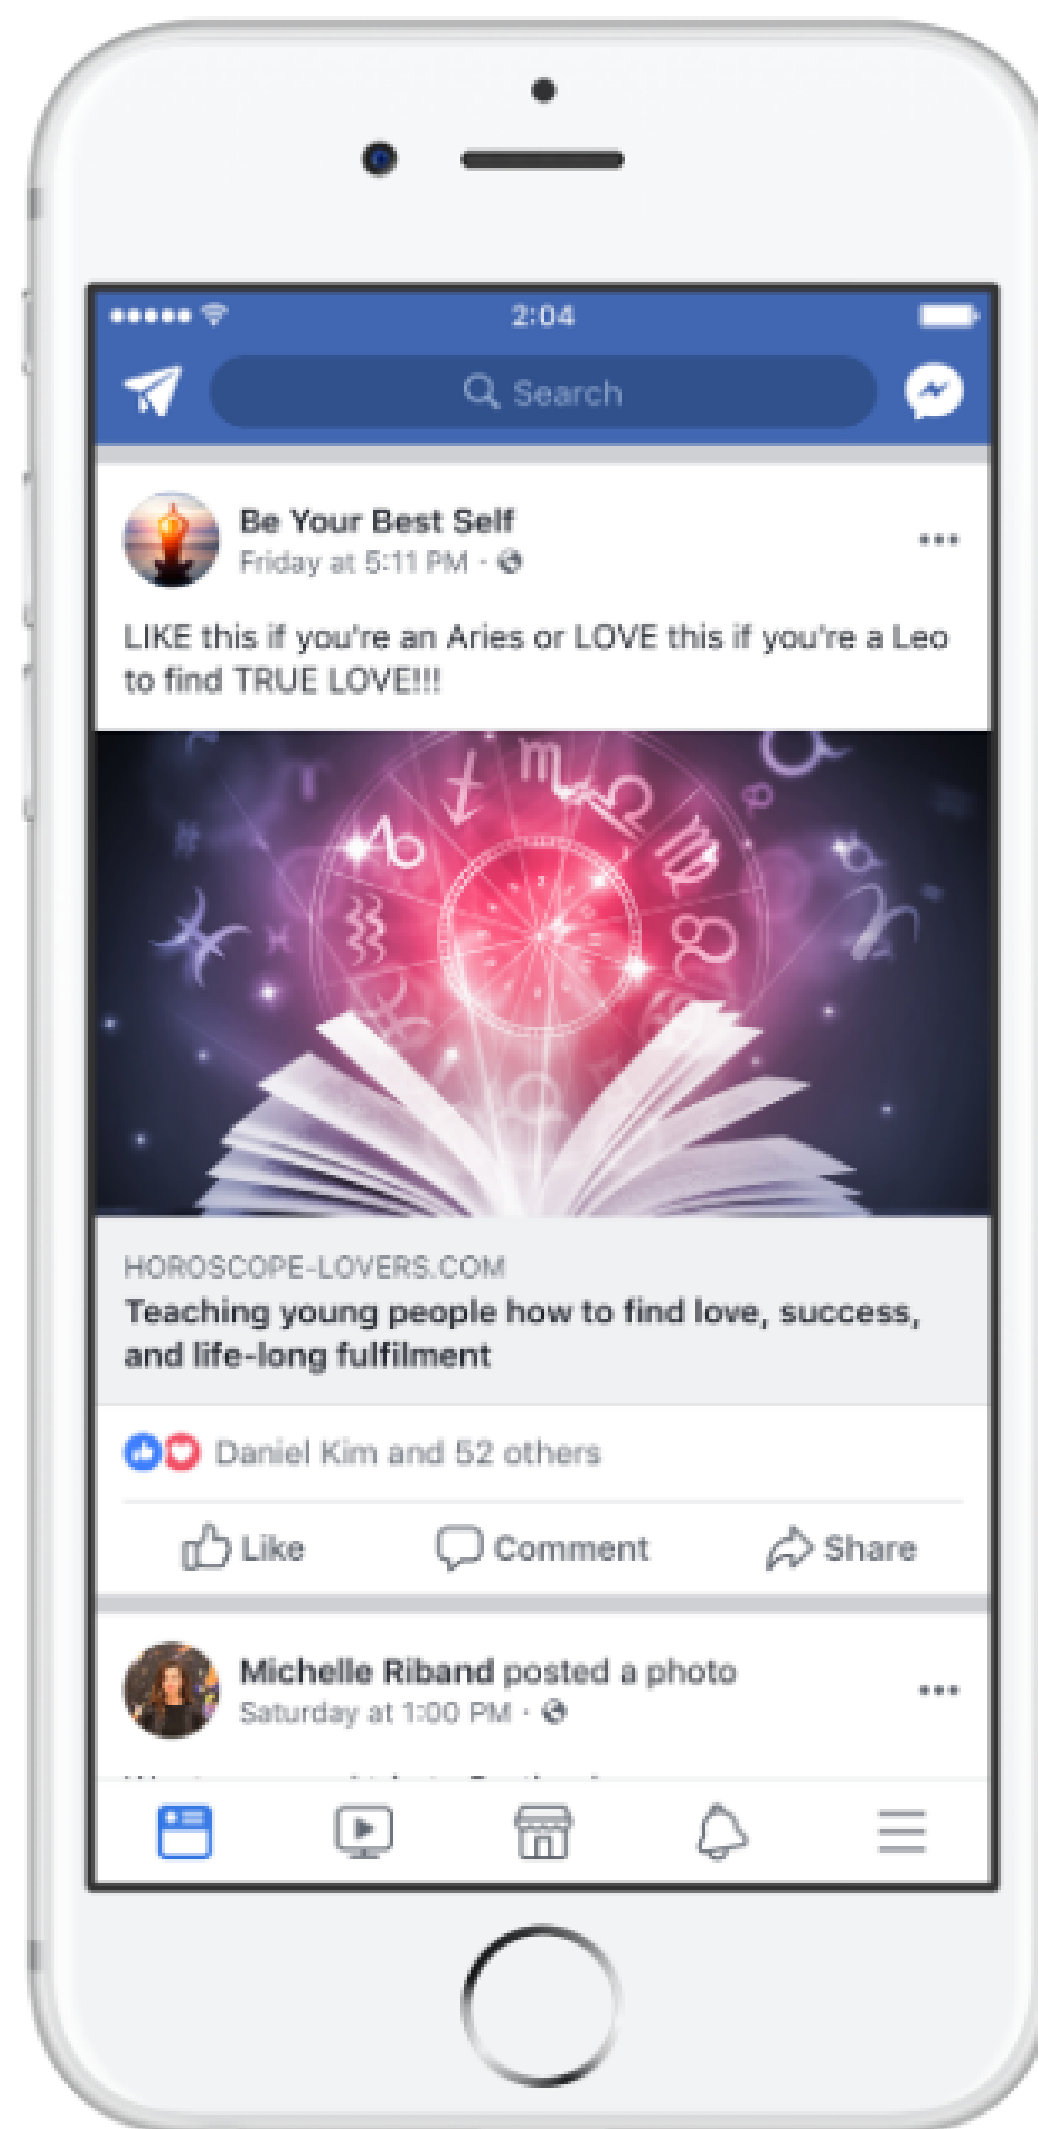 2:04
Search
Be Your Best Self
Friday at 5:11 PM ·
LIKE this if you're an Aries or LOVE this if you're a Leo
to find TRUE LOVE!!!
HOROSCOPE-LOVERS.COM
Teaching young people how to find love, success,
and life-long fulfilment
Daniel Kim and 52 others
Like Comment Share
Michelle Riband posted a photo
Saturday at 1:00 PM ·